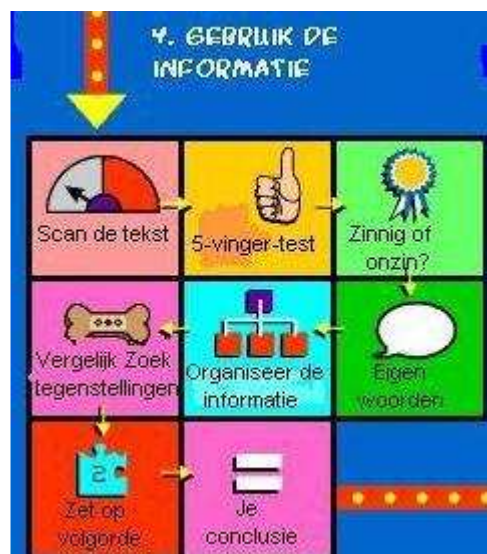 4. GEBRUIK DE
INFORMATIE
Scan de tekst
5-vinger-test
Zinnig of
onzin?
Vergelijk Zoek
tegenstellingen
Organiseer de
informatie
Eigen
woorden
2
Zet op
volgorde
Je
conclusie